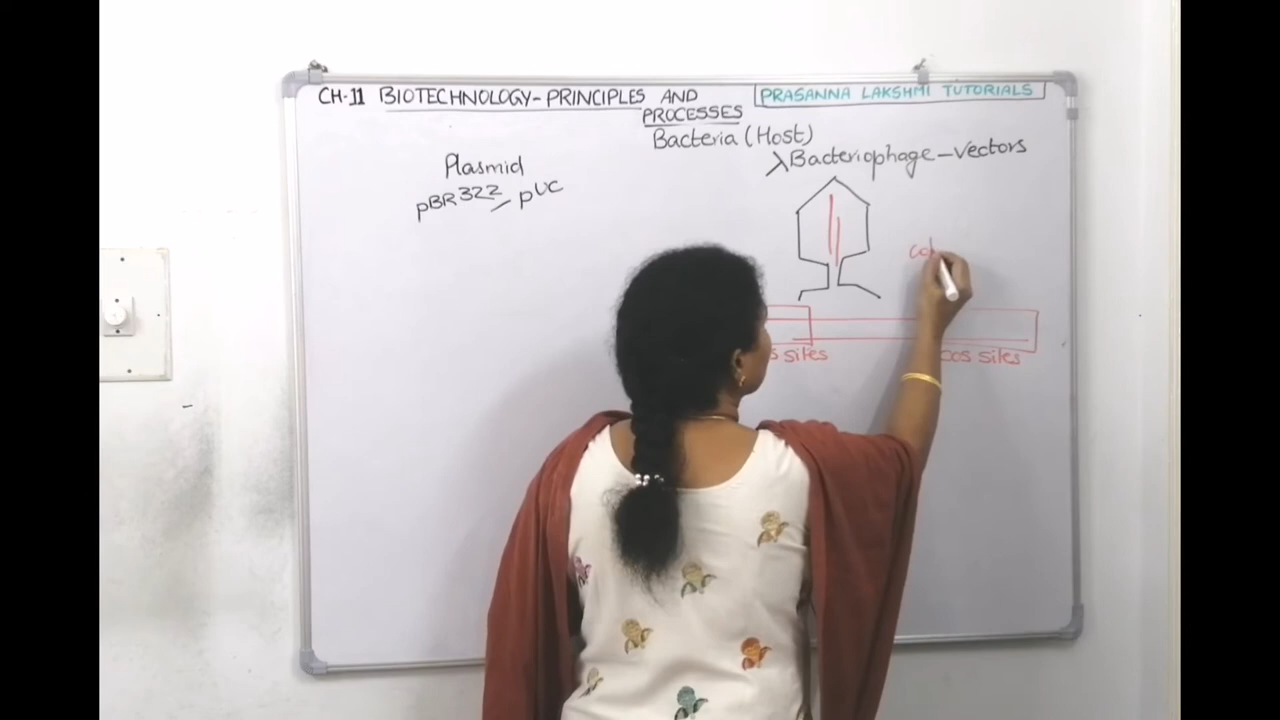 CH-11 BIOTECHNOLOGY-PRINCIPLES AND
PROCESSES
PRASANNA LAKSHMI TUTORIALS
Bacteria (Host)
Plasmid
pBR322, pUC
λ Bacteriophage - Vectors
sites
cos sites